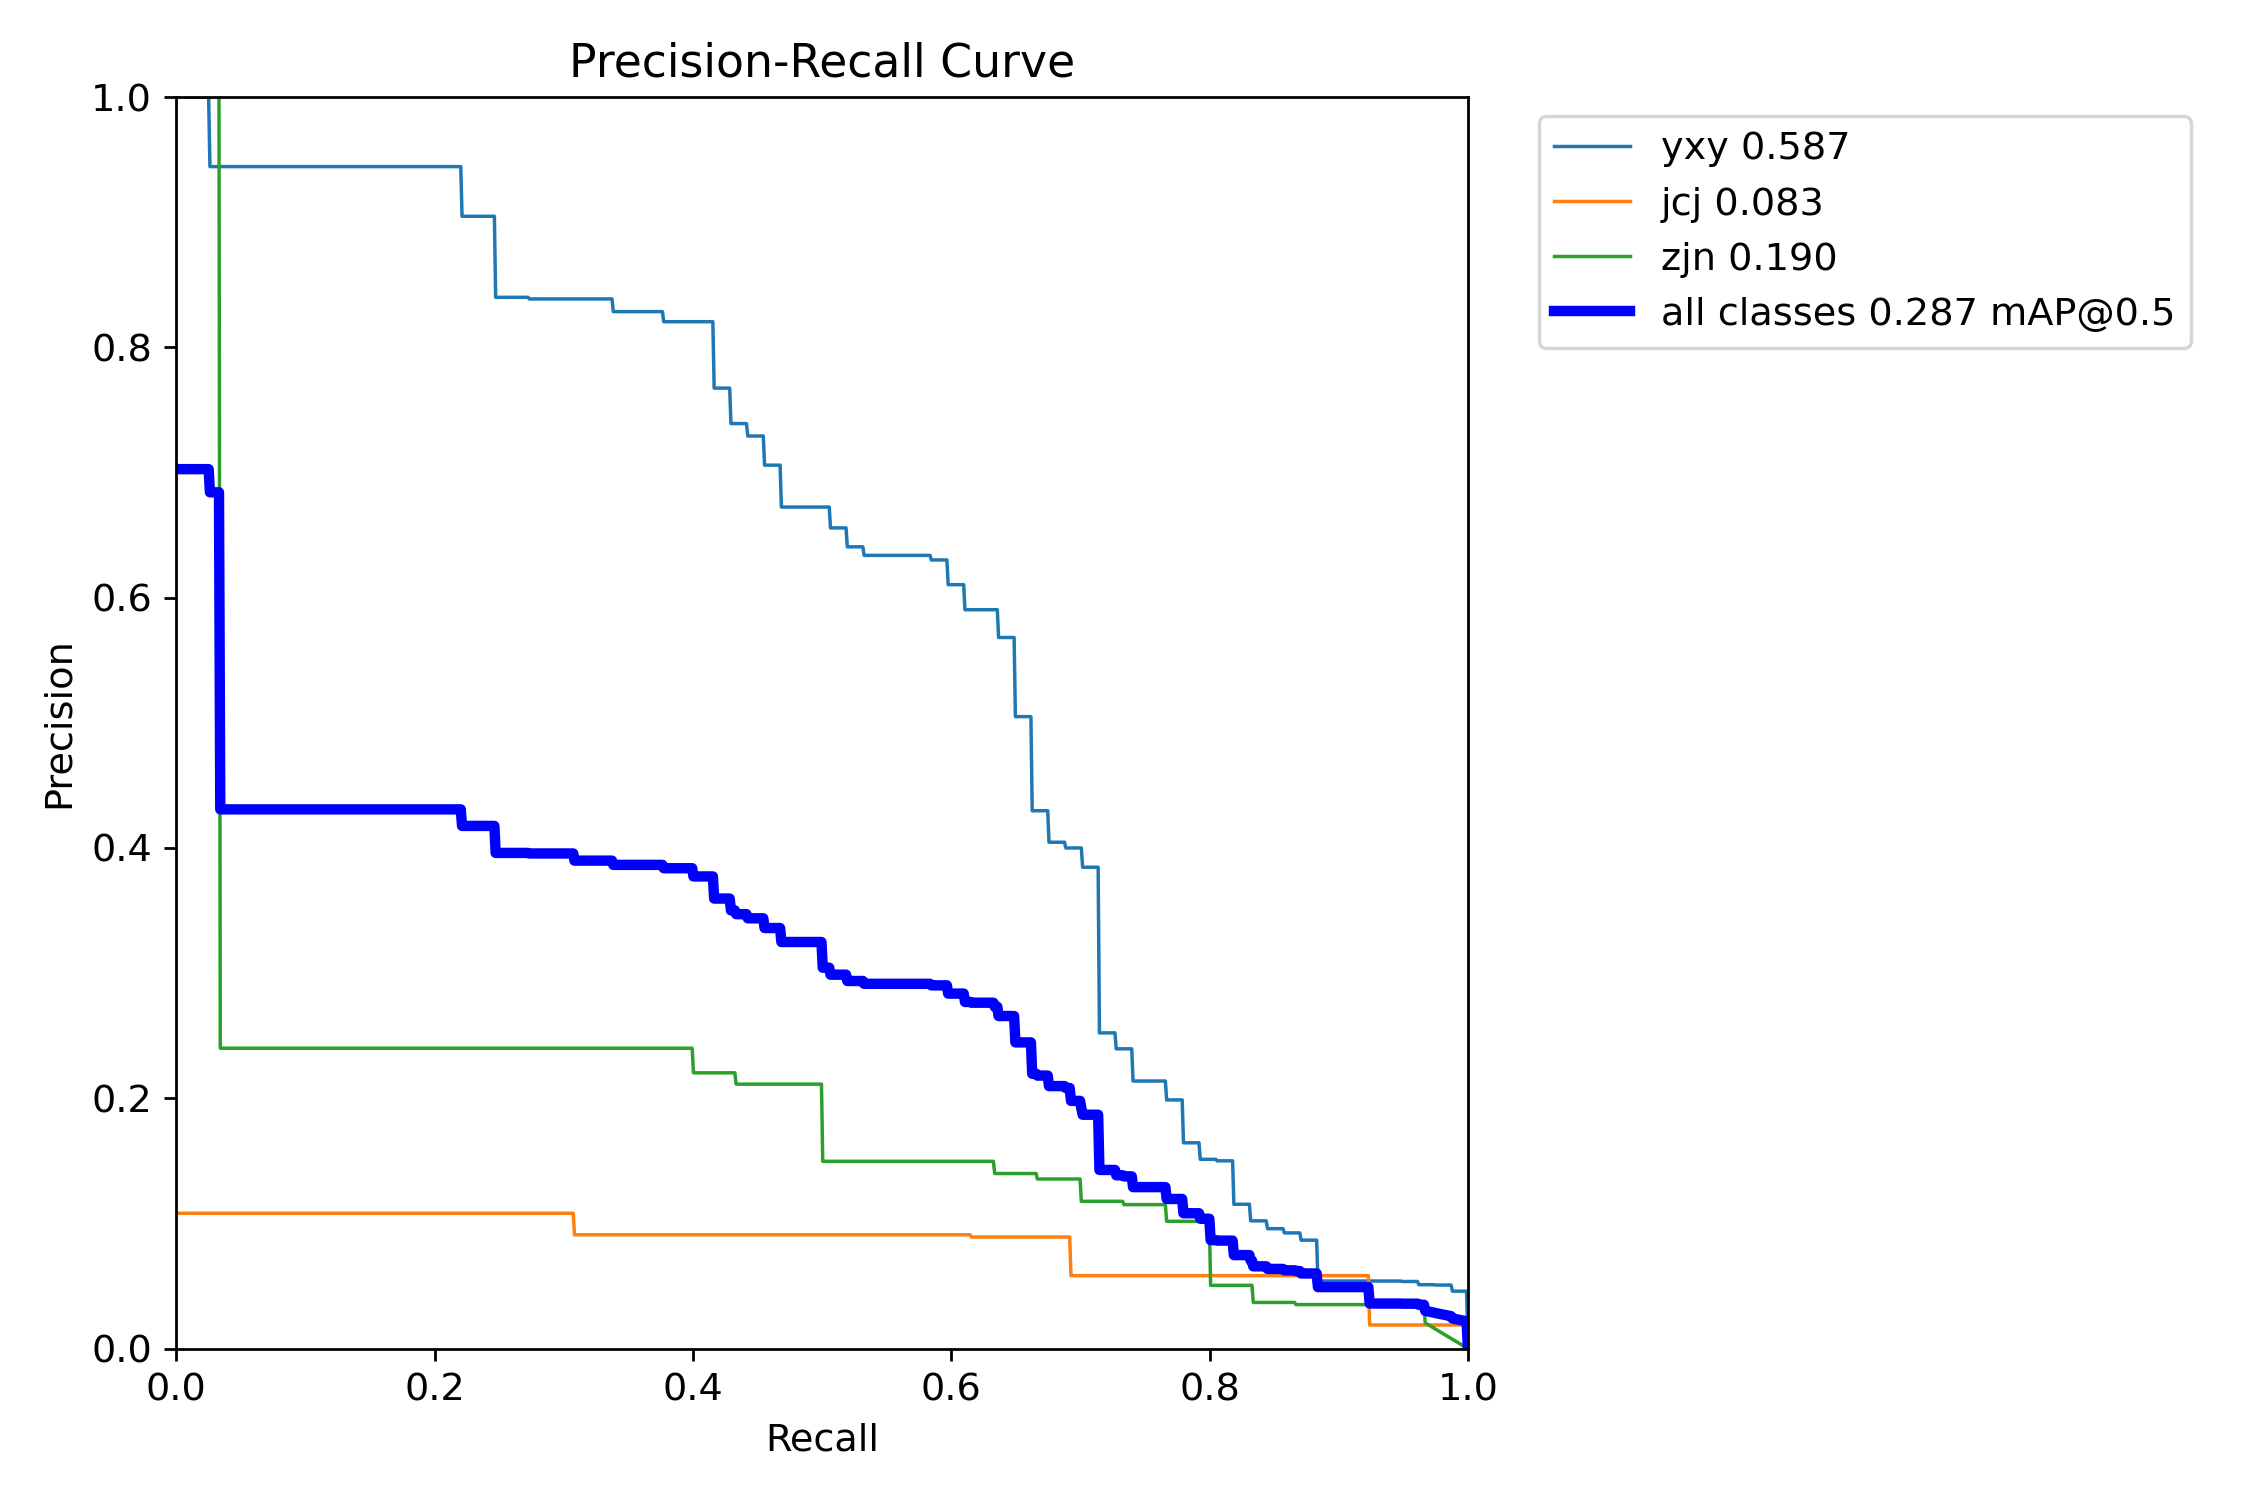 Precision-Recall Curve
1.0
0.8
0.6
0.4
0.2
0.0
Precision
0.0 0.2 0.4 0.6 0.8 1.0
Recall
yxy 0.587
jcj 0.083
zjn 0.190
all classes 0.287 mAP@0.5